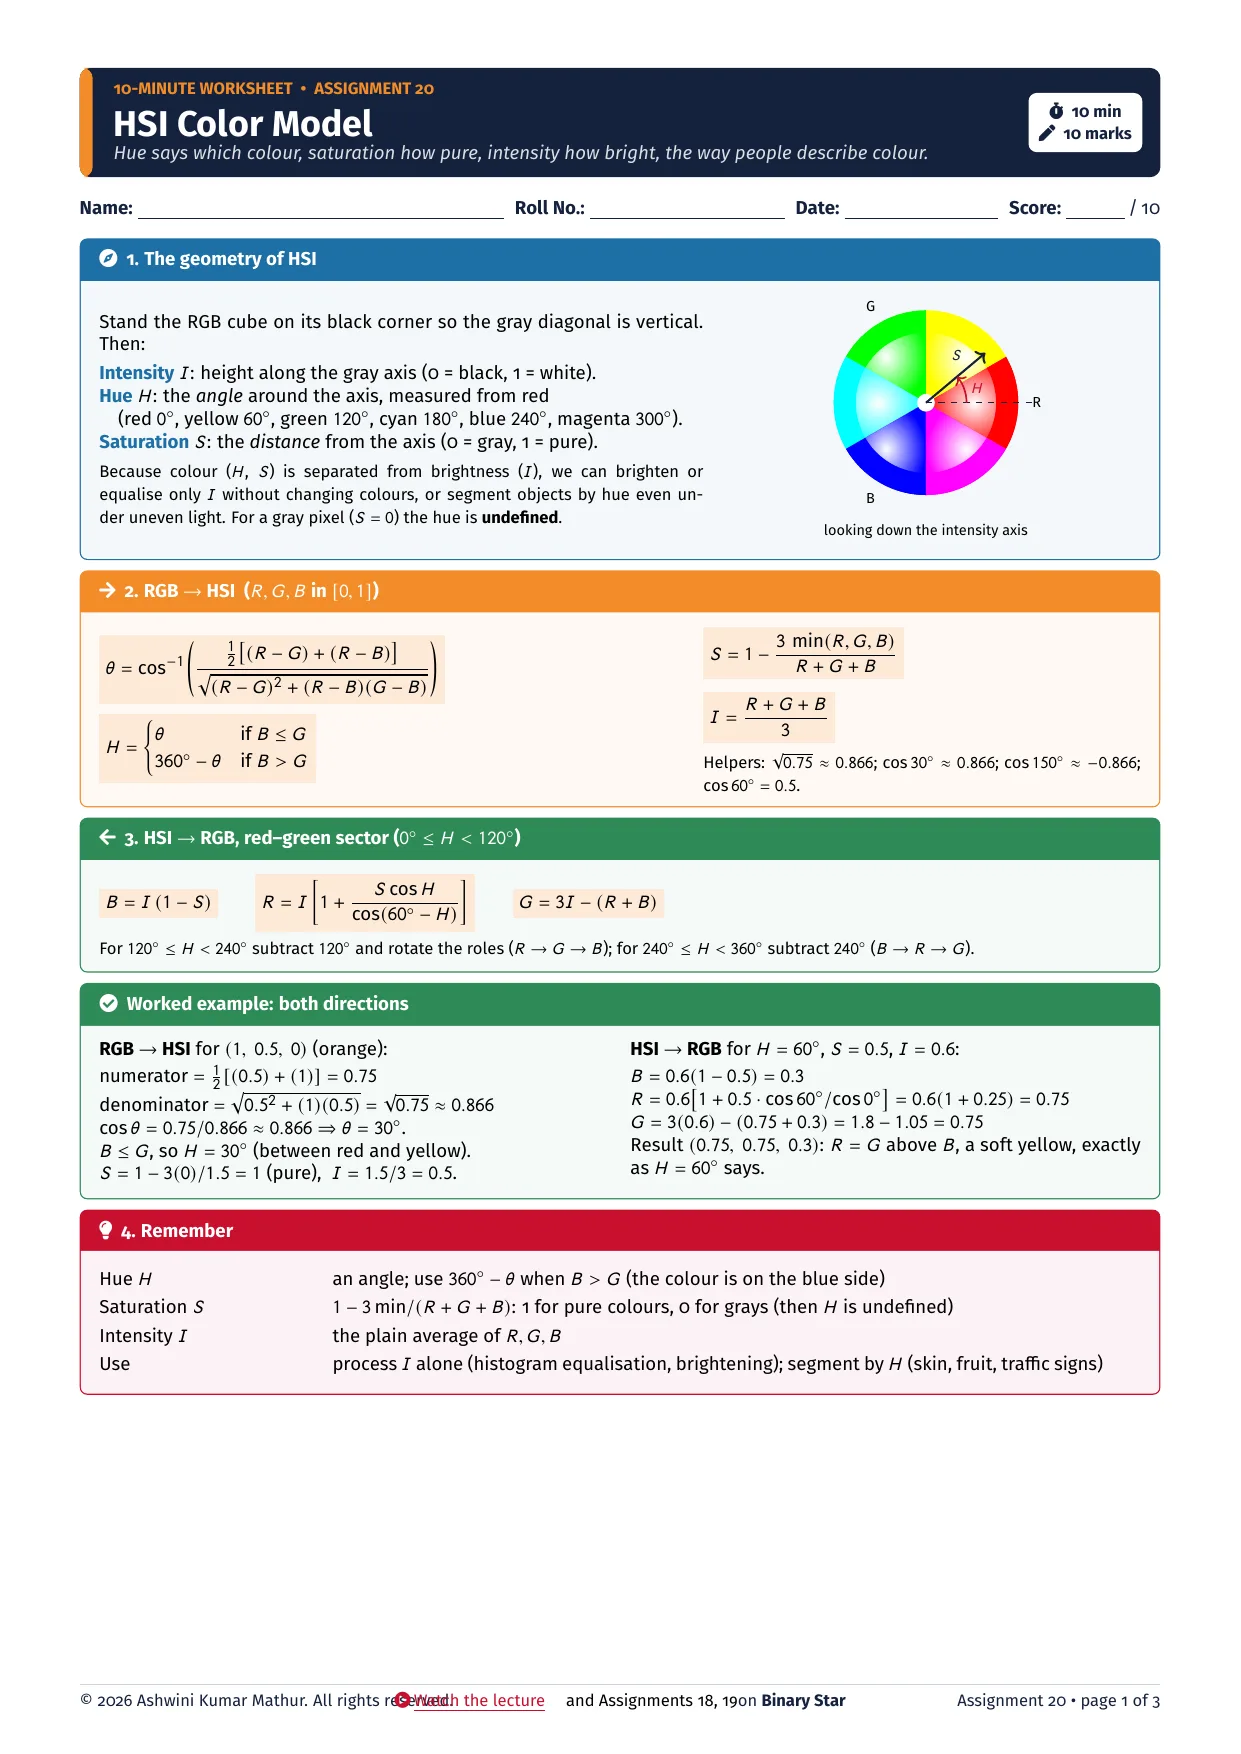 10-MINUTE WORKSHEET • ASSIGNMENT 20
HSI Color Model
Hue says which colour, saturation how pure, intensity how bright, the way people describe colour.
10 min
10 marks
Name: Roll No.: Date: Score: / 10
1. The geometry of HSI
Stand the RGB cube on its black corner so the gray diagonal is vertical.
Then:
Intensity I: height along the gray axis (0 = black, 1 = white).
Hue H: the angle around the axis, measured from red
(red 0°, yellow 60°, green 120°, cyan 180°, blue 240°, magenta 300°).
Saturation S: the distance from the axis (0 = gray, 1 = pure).
Because colour (H, S) is separated from brightness (I), we can brighten or
equalise only I without changing colours, or segment objects by hue even un-
der uneven light. For a gray pixel (S = 0) the hue is undefined.
G
S
H
R
B
looking down the intensity axis
2. RGB → HSI (R, G, B in [0, 1])
θ = cos⁻¹( ½[(R − G) + (R − B)] / √((R − G)² + (R − B)(G − B)) )
H = { θ if B ≤ G
360° − θ if B > G
S = 1 − 3 min(R, G, B) / (R + G + B)
I = (R + G + B) / 3
Helpers: √0.75 ≈ 0.866; cos 30° ≈ 0.866; cos 150° ≈ −0.866;
cos 60° = 0.5.
3. HSI → RGB, red–green sector (0° ≤ H < 120°)
B = I (1 − S) R = I [1 + S cos H / cos(60° − H)] G = 3I − (R + B)
For 120° ≤ H < 240° subtract 120° and rotate the roles (R → G → B); for 240° ≤ H < 360° subtract 240° (B → R → G).
Worked example: both directions
RGB → HSI for (1, 0.5, 0) (orange):
numerator = ½[(0.5) + (1)] = 0.75
denominator = √(0.5² + (1)(0.5)) = √0.75 ≈ 0.866
cos θ = 0.75/0.866 ≈ 0.866 ⟹ θ = 30°.
B ≤ G, so H = 30° (between red and yellow).
S = 1 − 3(0)/1.5 = 1 (pure), I = 1.5/3 = 0.5.
HSI → RGB for H = 60°, S = 0.5, I = 0.6:
B = 0.6(1 − 0.5) = 0.3
R = 0.6[1 + 0.5 · cos 60°/cos 0°] = 0.6(1 + 0.25) = 0.75
G = 3(0.6) − (0.75 + 0.3) = 1.8 − 1.05 = 0.75
Result (0.75, 0.75, 0.3): R = G above B, a soft yellow, exactly
as H = 60° says.
4. Remember
Hue H an angle; use 360° − θ when B > G (the colour is on the blue side)
Saturation S 1 − 3 min/(R + G + B): 1 for pure colours, 0 for grays (then H is undefined)
Intensity I the plain average of R, G, B
Use process I alone (histogram equalisation, brightening); segment by H (skin, fruit, traffic signs)
© 2026 Ashwini Kumar Mathur. All rights reserved. Watch the lecture and Assignments 18, 19on Binary Star Assignment 20 • page 1 of 3